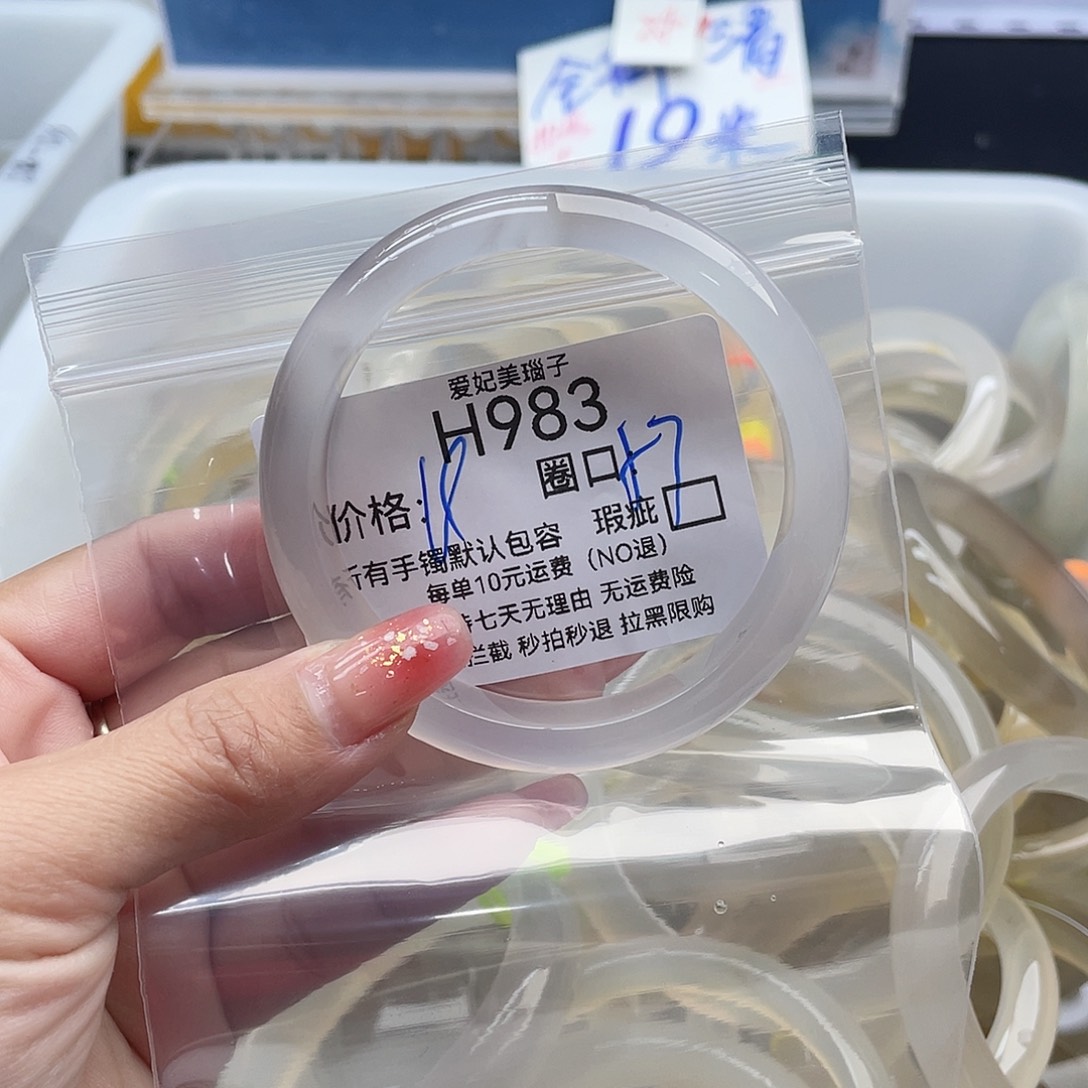 19米
爱妃美瑙子
H983
圈口:
价格: 18
瑕疵
有手镯默认包容
每单10元运费(NO退)
七天无理由 无运费险
拦截 秒拍秒退 拉黑限购